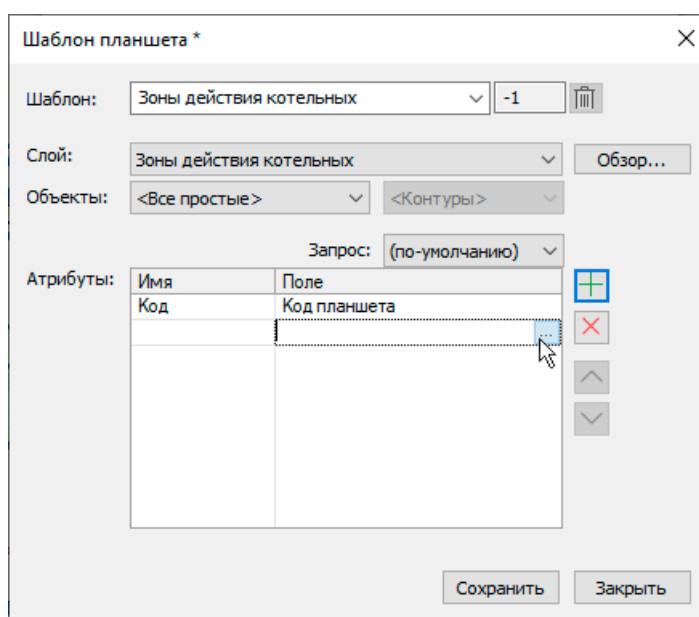 Шаблон планшета *
Шаблон: Зоны действия котельных -1
Слой: Зоны действия котельных Обзор...
Объекты: <Все простые> <Контуры>
Запрос: (по-умолчанию)
Атрибуты: Имя Поле
Код Код планшета
...
Сохранить Закрыть